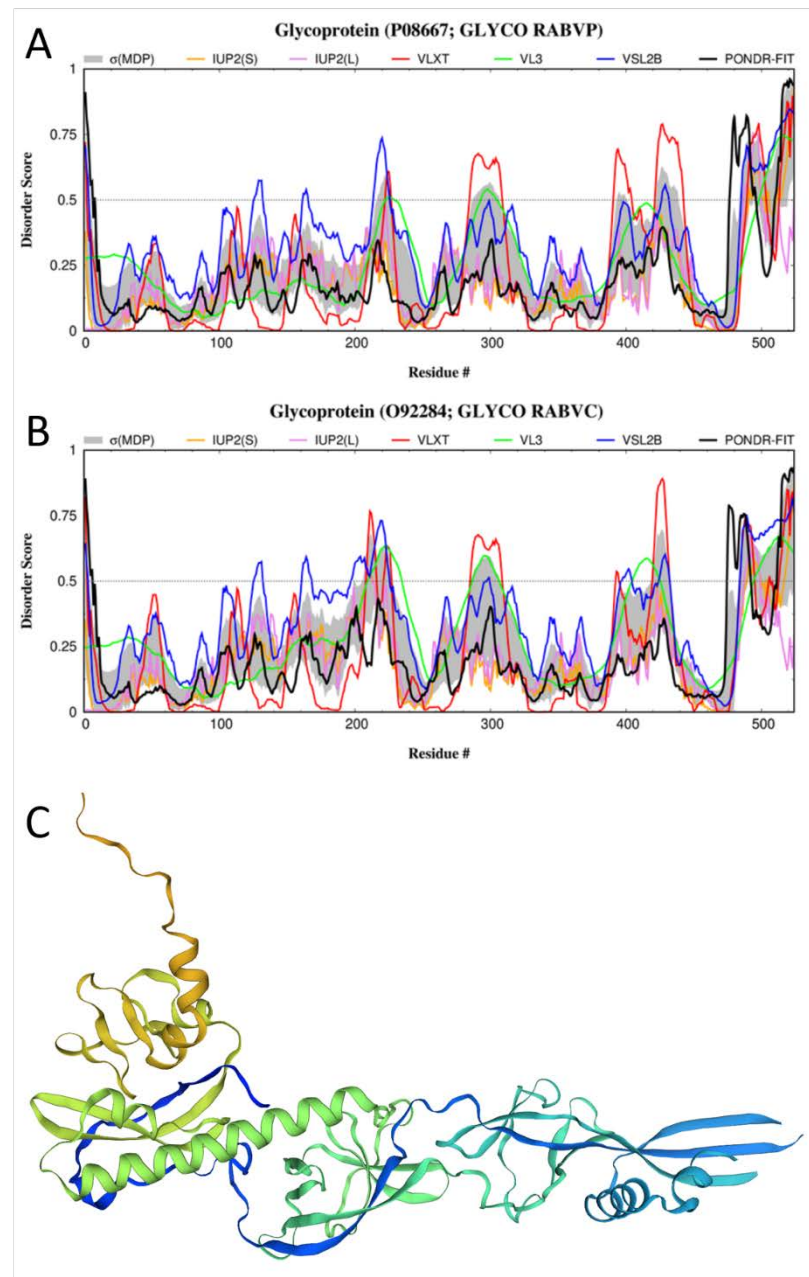 A
Glycoprotein (P08667; GLYCO RABVP)
σ(MDP) IUP2(S) IUP2(L) VLXT VL3 VSL2B PONDR-FIT
1
0.75
0.5
0.25
0
Disorder Score
0 100 200 300 400 500
Residue #
B
Glycoprotein (O92284; GLYCO RABVC)
σ(MDP) IUP2(S) IUP2(L) VLXT VL3 VSL2B PONDR-FIT
1
0.75
0.5
0.25
0
Disorder Score
0 100 200 300 400 500
Residue #
C